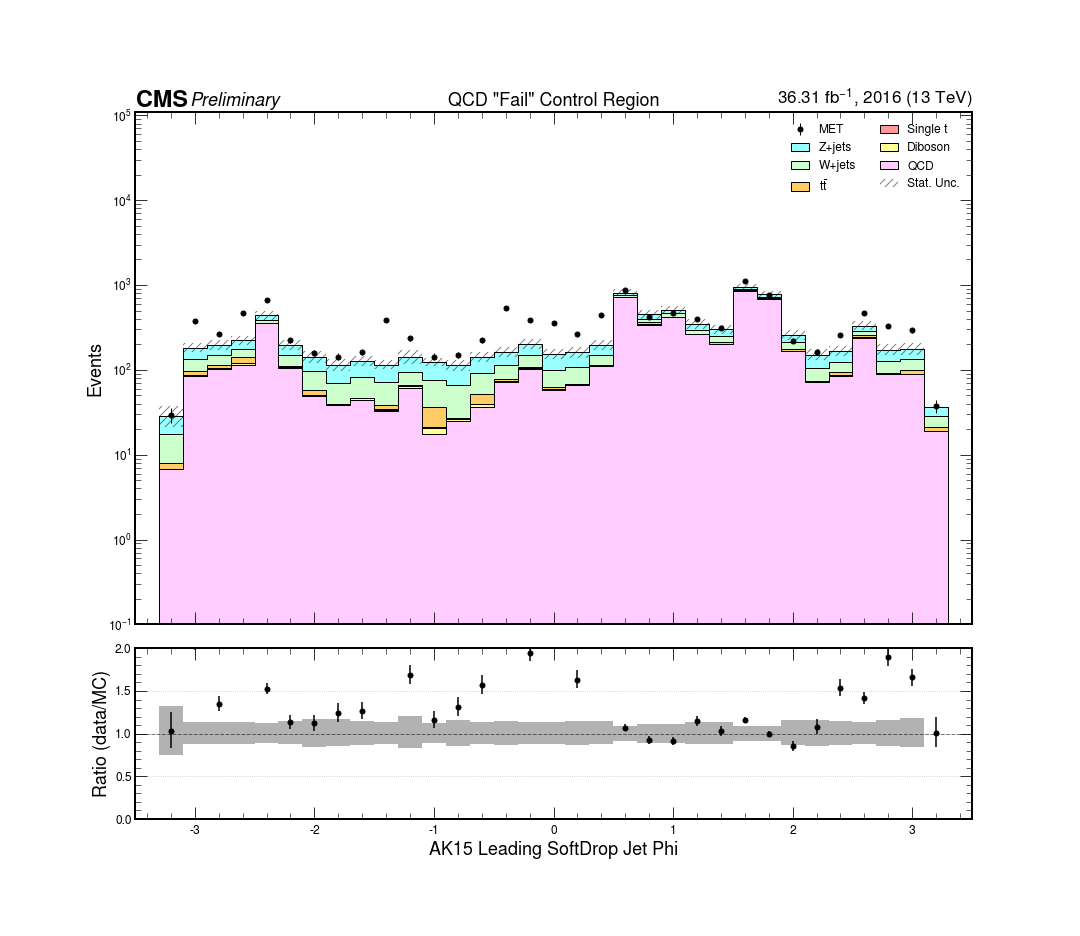 CMS Preliminary QCD "Fail" Control Region 36.31 fb⁻¹, 2016 (13 TeV)
MET
Z+jets
W+jets
tt̄
Single t
Diboson
QCD
Stat. Unc.
10⁵
10⁴
10³
10²
10¹
10⁰
10⁻¹
Events
2.0
1.5
1.0
0.5
0.0
Ratio (data/MC)
-3 -2 -1 0 1 2 3
AK15 Leading SoftDrop Jet Phi